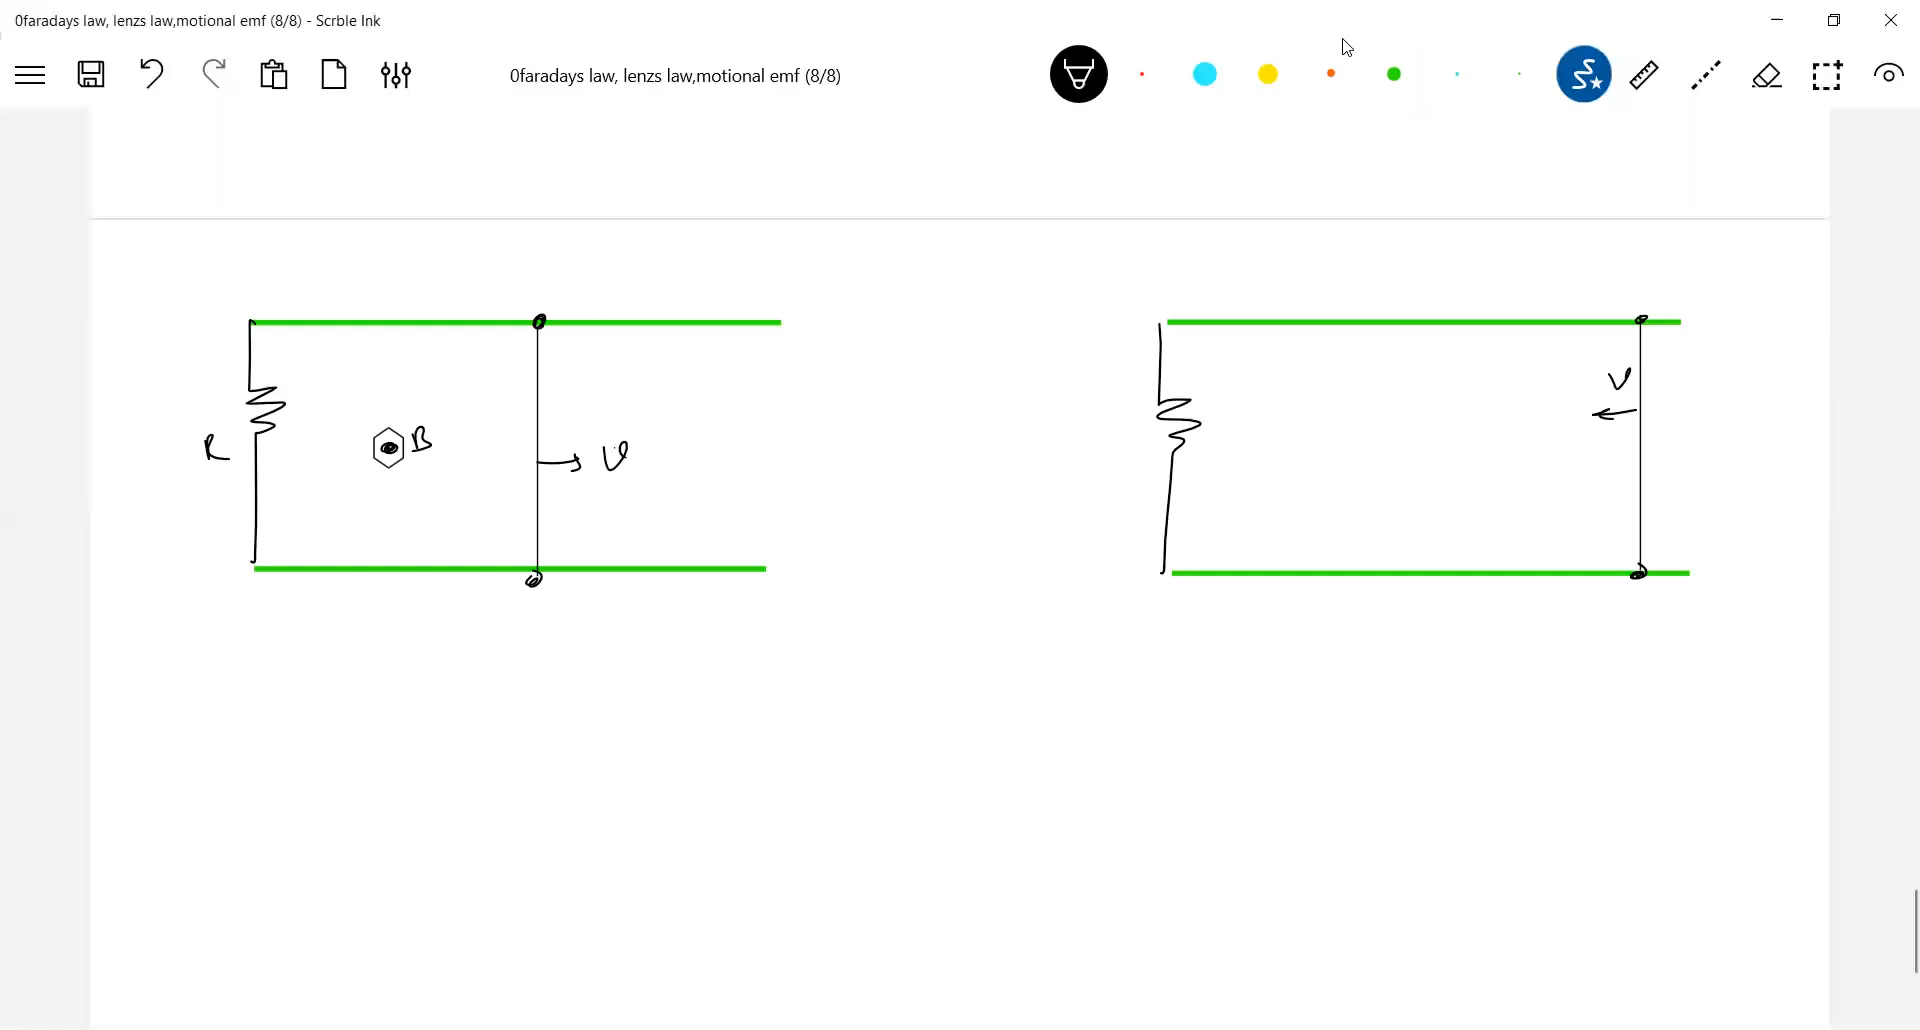 0faradays law, lenzs law,motional emf (8/8) - Scrble Ink
0faradays law, lenzs law,motional emf (8/8)
R
B
v
v